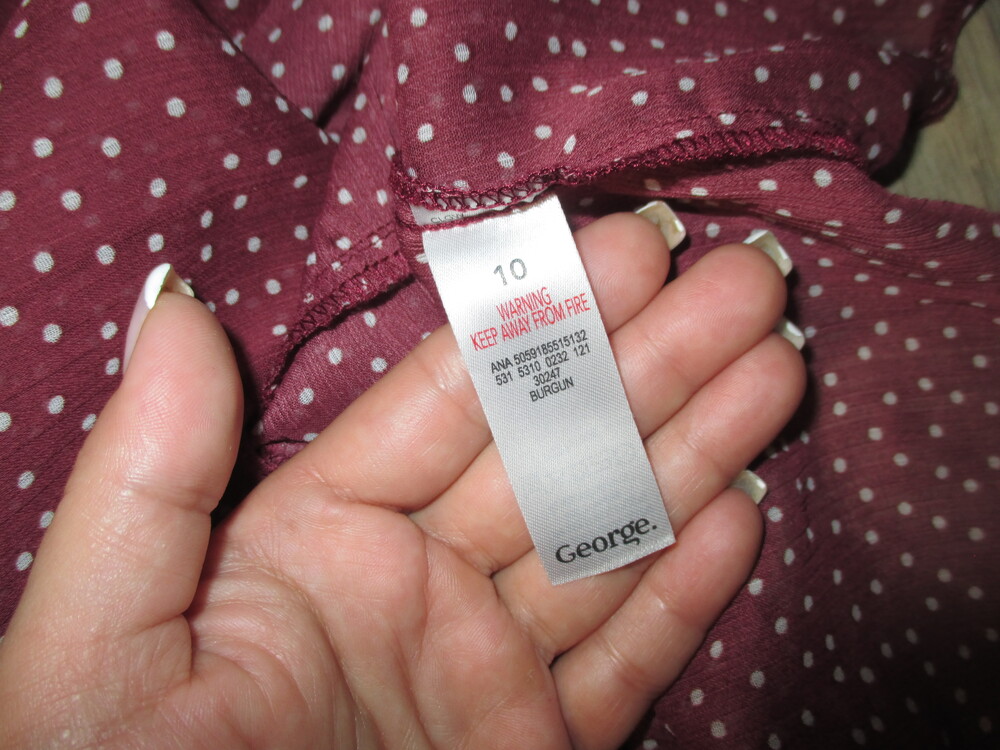 10
WARNING
KEEP AWAY FROM FIRE
ANA 5059185515132
531 5310 0232 121
30247
BURGUN
George.